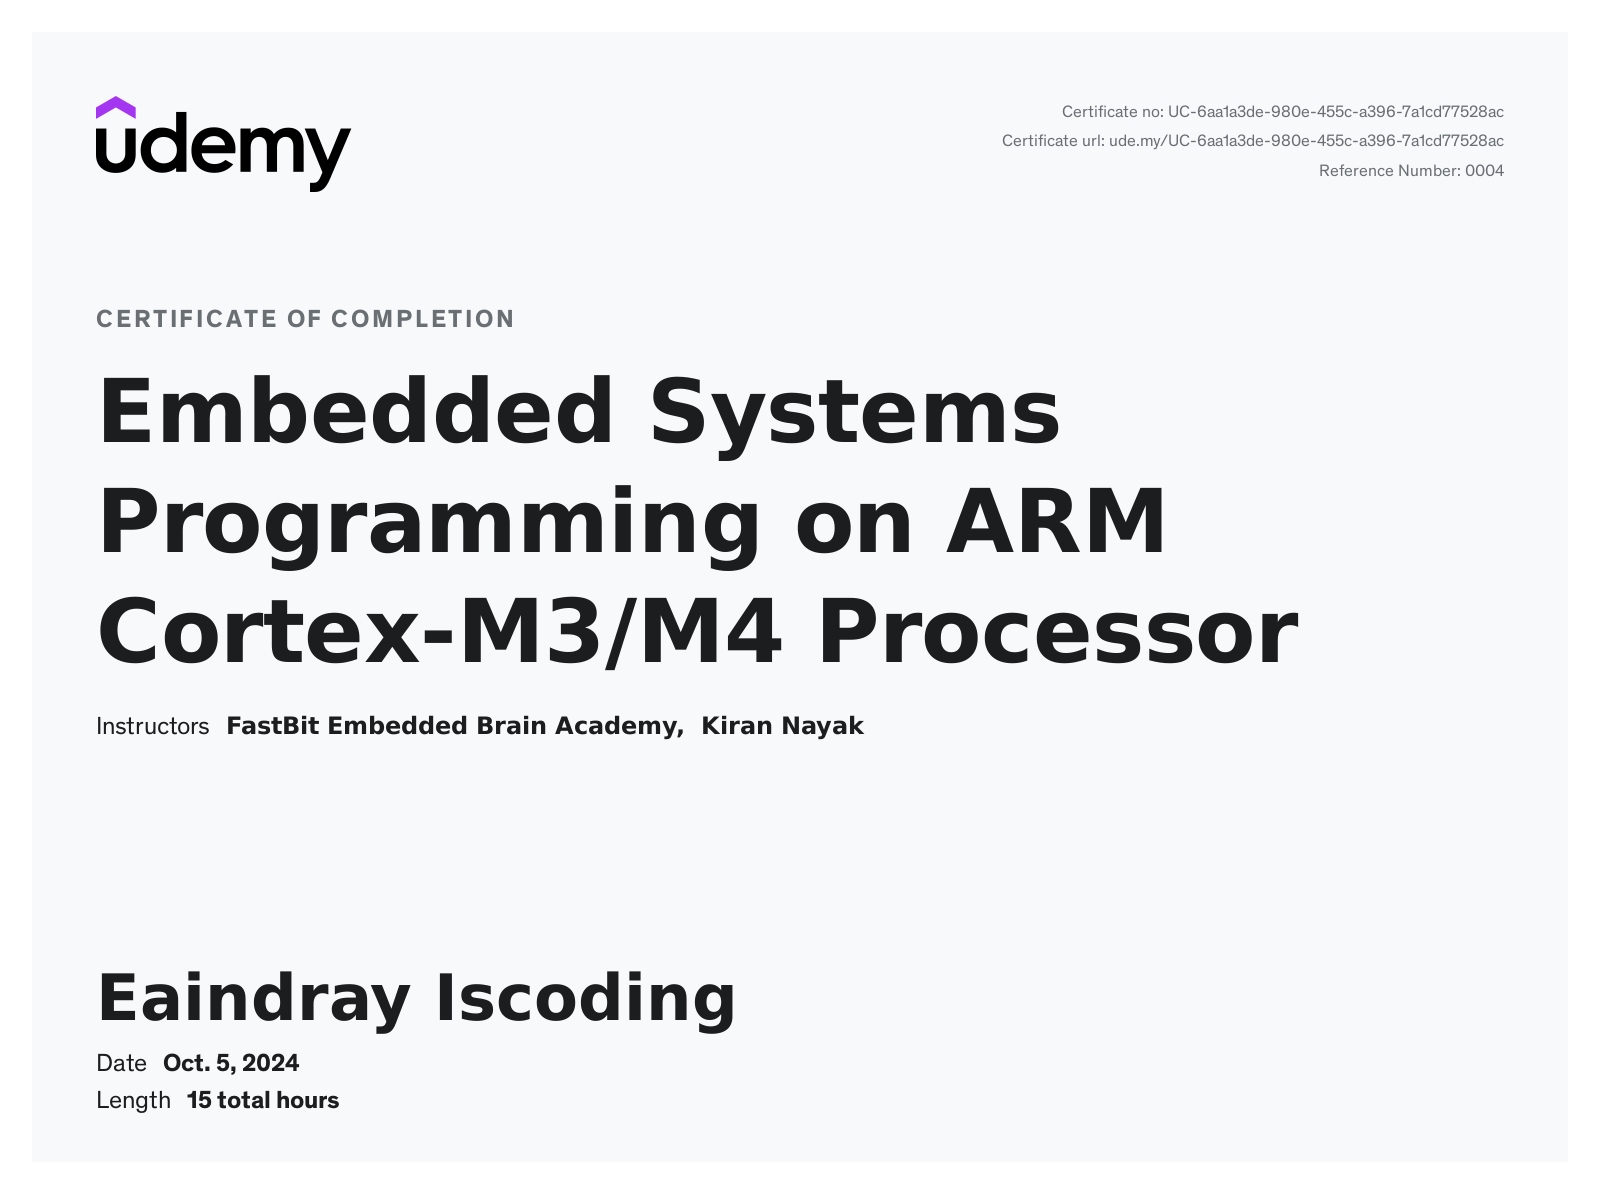 udemy
Certificate no: UC-6aa1a3de-980e-455c-a396-7a1cd77528ac
Certificate url: ude.my/UC-6aa1a3de-980e-455c-a396-7a1cd77528ac
Reference Number: 0004
CERTIFICATE OF COMPLETION
Embedded Systems
Programming on ARM
Cortex-M3/M4 Processor
Instructors FastBit Embedded Brain Academy, Kiran Nayak
Eaindray Iscoding
Date Oct. 5, 2024
Length 15 total hours